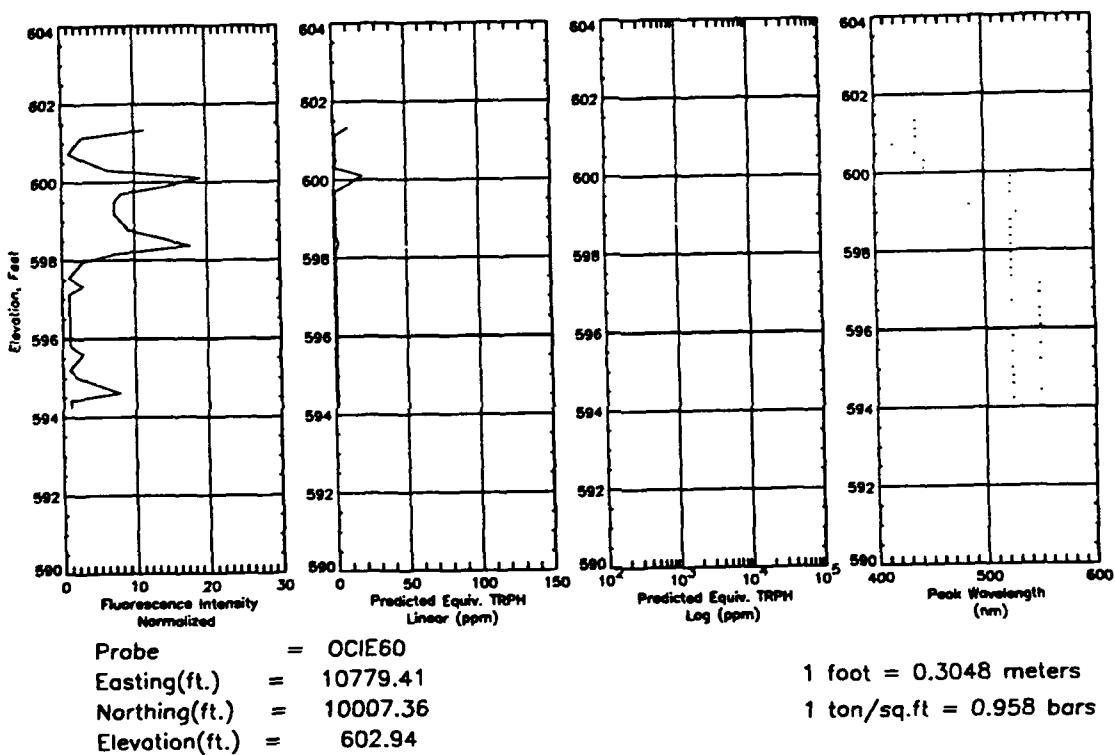 604
602
600
598
596
594
592
590
Elevation, Feet
0 10 20 30
Fluorescence Intensity
Normalized
604
602
600
598
596
594
592
590
0 50 100 150
Predicted Equiv. TRPH
Linear (ppm)
604
602
600
598
596
594
592
590
10² 10³ 10⁴ 10⁵
Predicted Equiv. TRPH
Log (ppm)
604
602
600
598
596
594
592
590
400 500 600
Peak Wavelength
(nm)
Probe = OCIE60
Easting(ft.) = 10779.41
Northing(ft.) = 10007.36
Elevation(ft.) = 602.94
1 foot = 0.3048 meters
1 ton/sq.ft = 0.958 bars